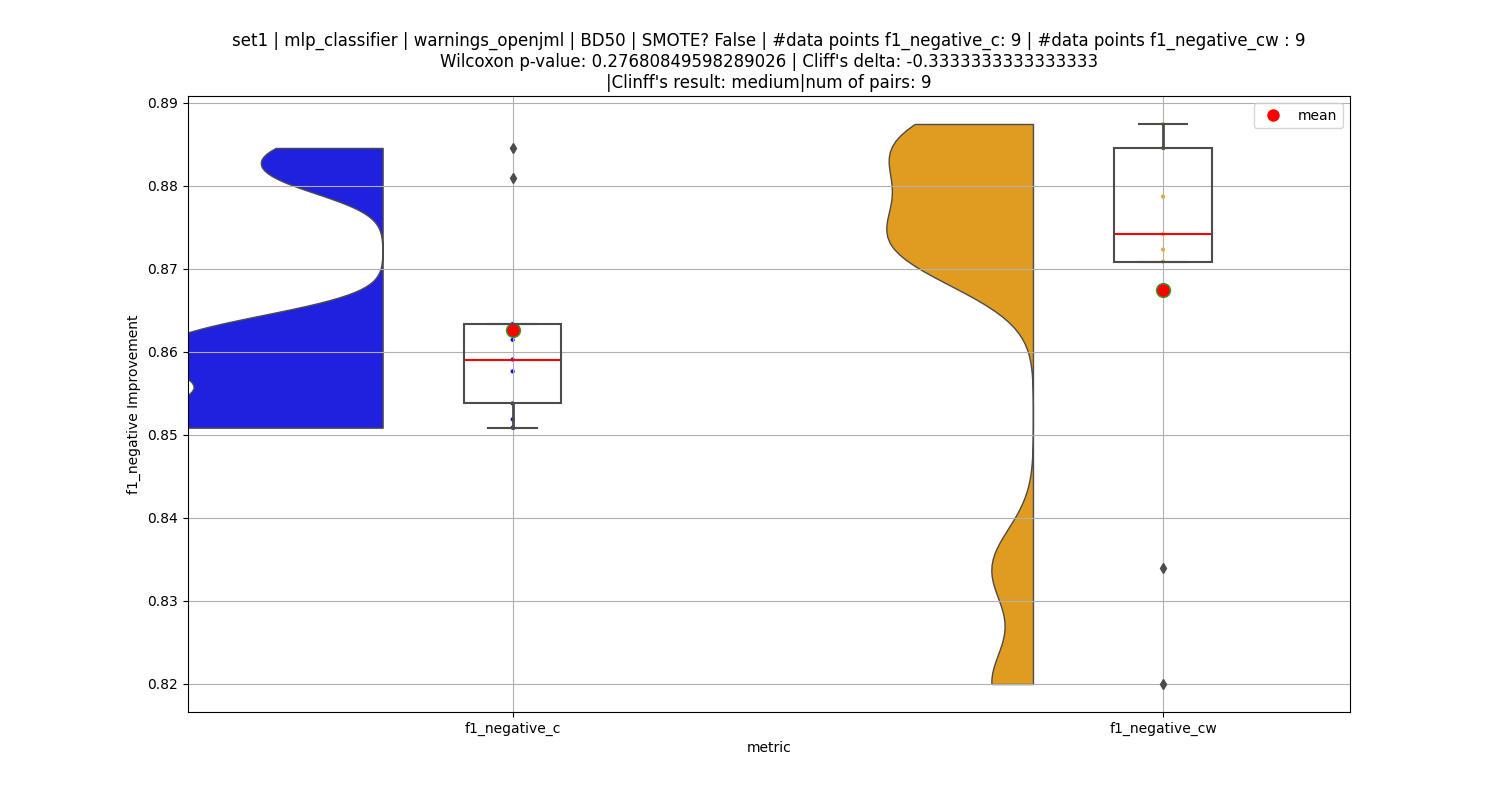 set1 | mlp_classifier | warnings_openjml | BD50 | SMOTE? False | #data points f1_negative_c: 9 | #data points f1_negative_cw : 9
Wilcoxon p-value: 0.27680849598289026 | Cliff's delta: -0.3333333333333333
|Clinff's result: medium|num of pairs: 9
mean
0.89
0.88
0.87
0.86
0.85
0.84
0.83
0.82
f1_negative Improvement
f1_negative_c
f1_negative_cw
metric